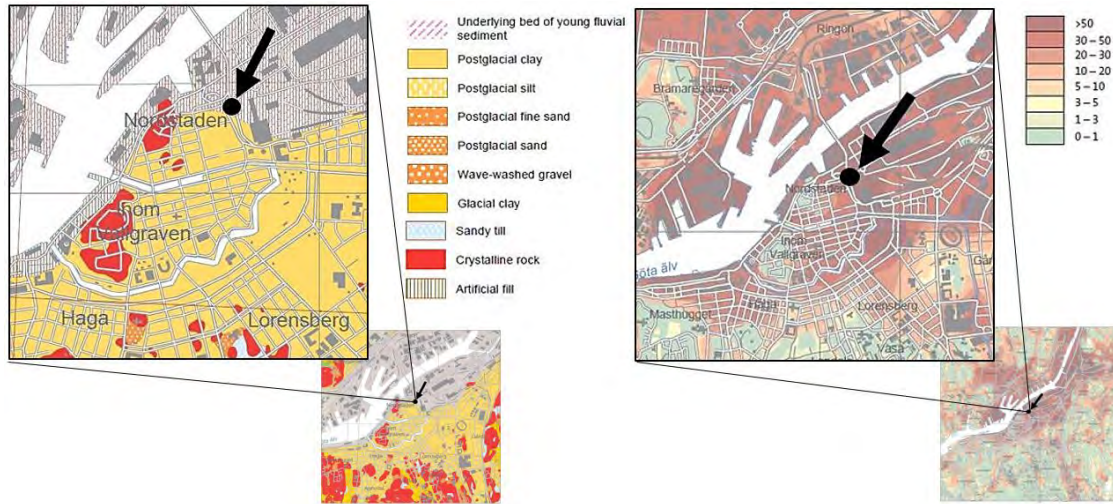 Nordstaden
Inom
Vallgraven
Haga
Lorensberg
Underlying bed of young fluvial
sediment
Postglacial clay
Postglacial silt
Postglacial fine sand
Postglacial sand
Wave-washed gravel
Glacial clay
Sandy till
Crystalline rock
Artificial fill
Ringön
Brämaregården
Nordstaden
Inom
Vallgraven
Göta älv
Haga
Masthugget
Lorensberg
Vasa
>50
30 – 50
20 – 30
10 – 20
5 – 10
3 – 5
1 – 3
0 – 1